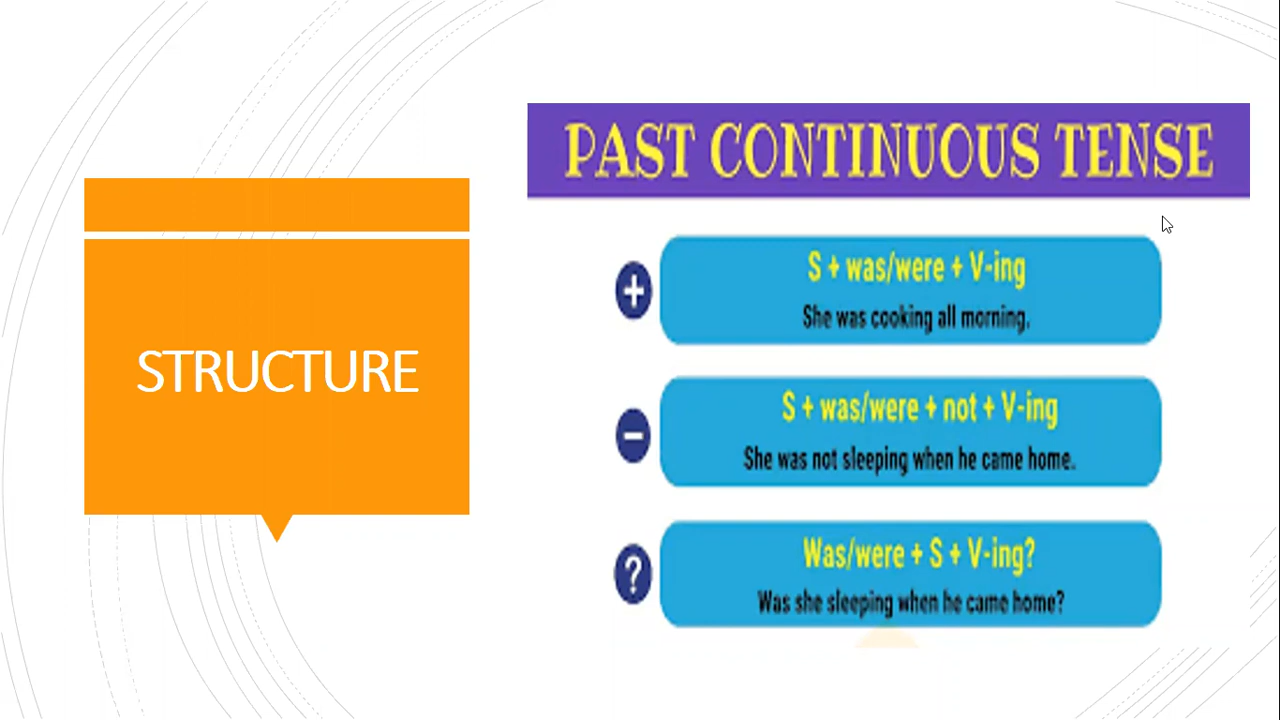 STRUCTURE
PAST CONTINUOUS TENSE
+
S + was/were + V-ing
She was cooking all morning.
−
S + was/were + not + V-ing
She was not sleeping when he came home.
?
Was/were + S + V-ing?
Was she sleeping when he came home?